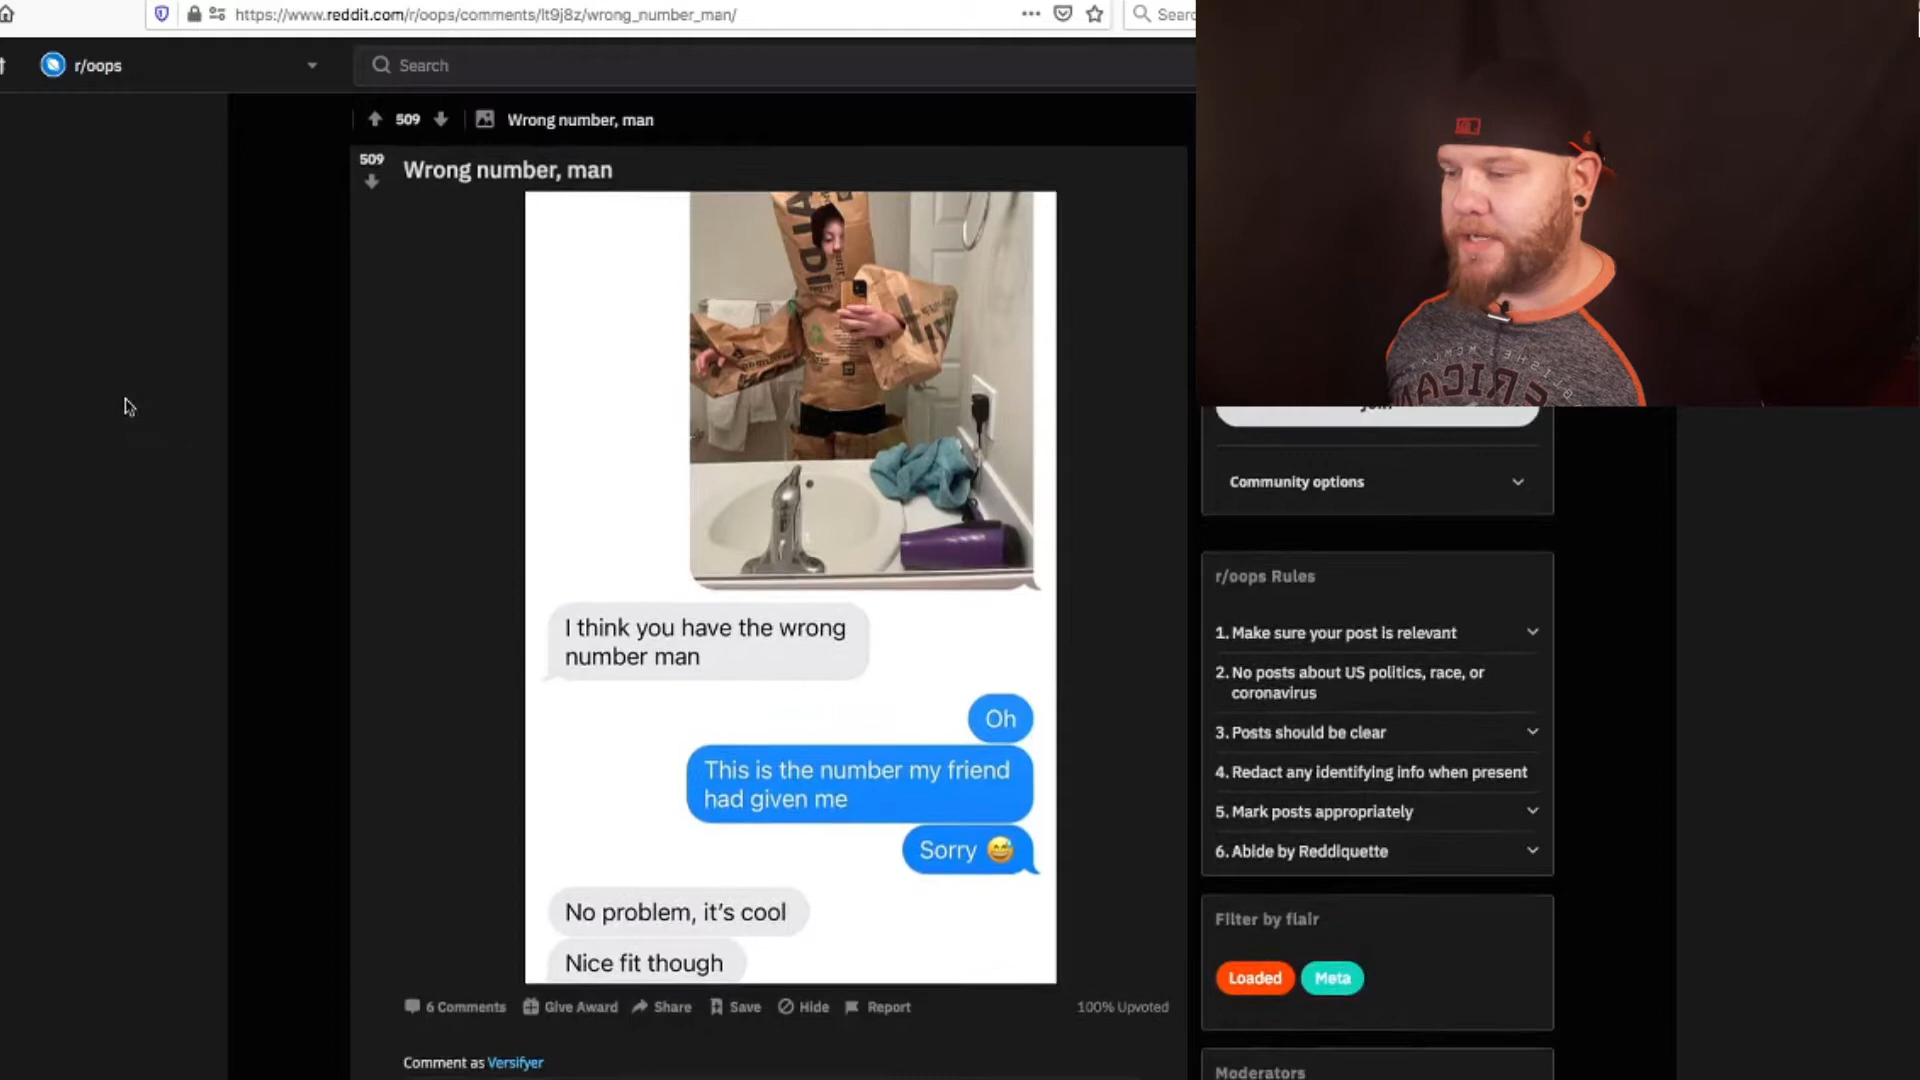 https://www.reddit.com/r/oops/comments/lt9j8z/wrong_number_man/
Sear
r/oops
Search
509
Wrong number, man
509
Wrong number, man
I think you have the wrong
number man
Oh
This is the number my friend
had given me
Sorry 😅
No problem, it's cool
Nice fit though
6 Comments
Give Award
Share
Save
Hide
Report
100% Upvoted
Comment as Versifyer
Join
Community options
r/oops Rules
1. Make sure your post is relevant
2. No posts about US politics, race, or
coronavirus
3. Posts should be clear
4. Redact any identifying info when present
5. Mark posts appropriately
6. Abide by Reddiquette
Filter by flair
Loaded
Meta
Moderators